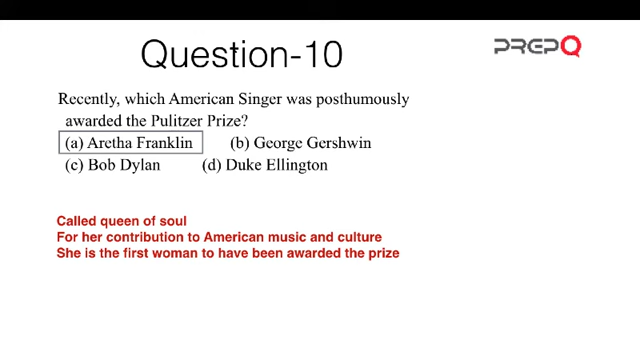 Question-10
PREPQ
Recently, which American Singer was posthumously
awarded the Pulitzer Prize?
(a) Aretha Franklin (b) George Gershwin
(c) Bob Dylan (d) Duke Ellington
Called queen of soul
For her contribution to American music and culture
She is the first woman to have been awarded the prize